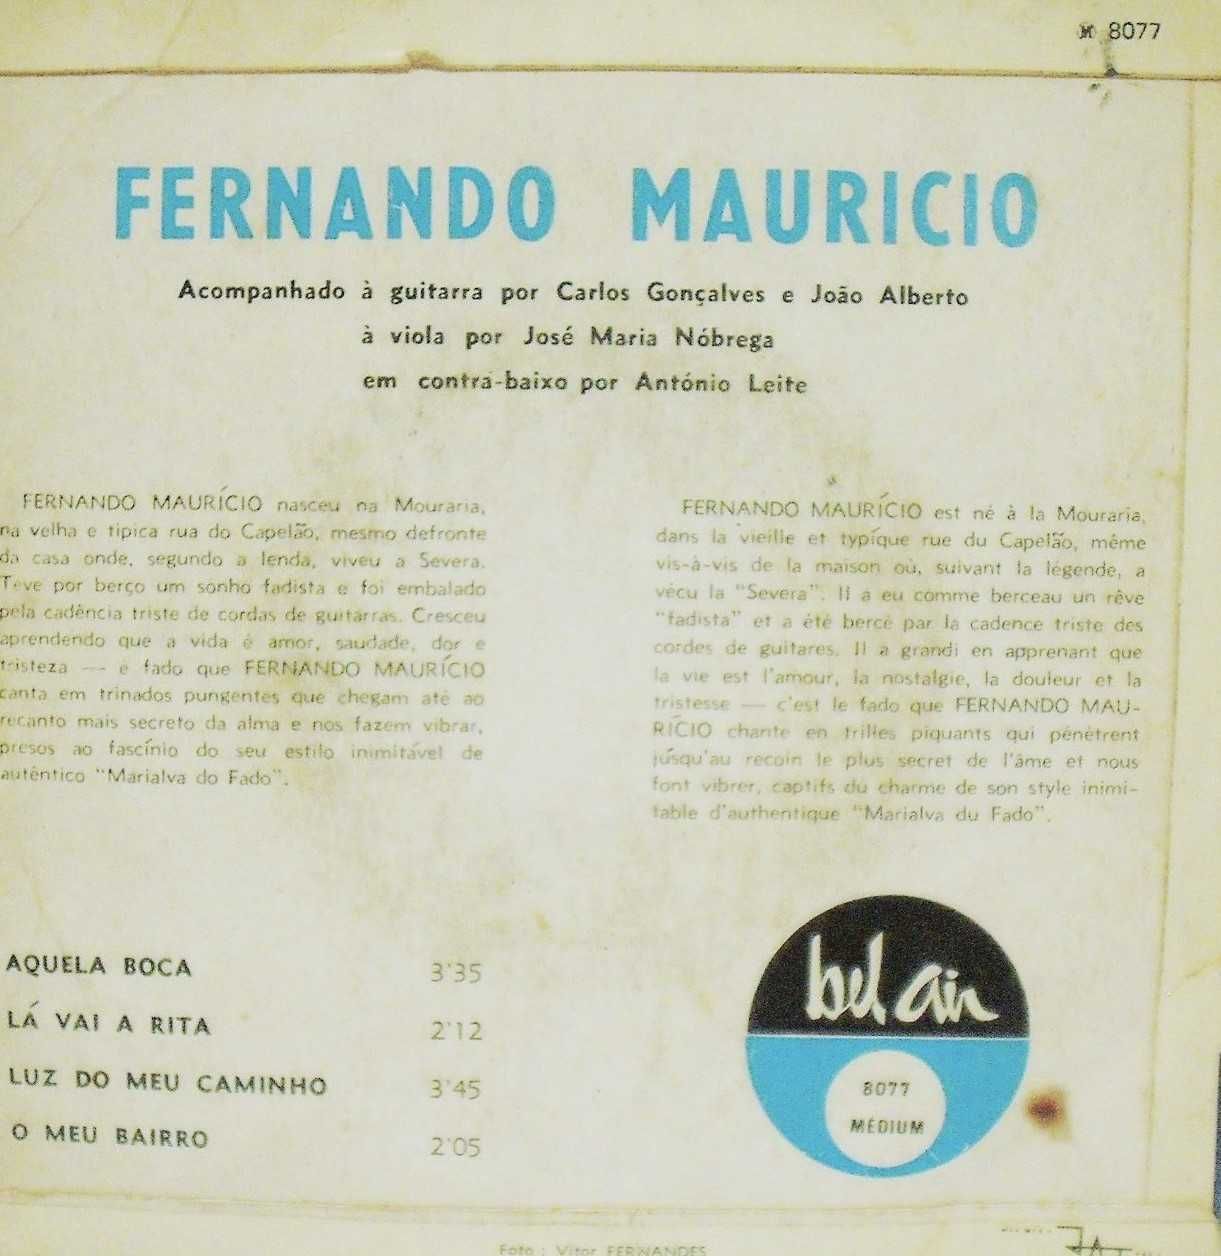 M 8077
FERNANDO MAURICIO
Acompanhado à guitarra por Carlos Gonçalves e João Alberto
à viola por José Maria Nóbrega
em contra-baixo por António Leite
FERNANDO MAURÍCIO nasceu na Mouraria,
na velha e típica rua do Capelão, mesmo defronte
da casa onde, segundo a lenda, viveu a Severa.
Teve por berço um sonho fadista e foi embalado
pela cadência triste de cordas de guitarras. Cresceu
aprendendo que a vida é amor, saudade, dor e
tristeza — e fado que FERNANDO MAURÍCIO
canta em trinados pungentes que chegam até ao
recanto mais secreto da alma e nos fazem vibrar,
presos ao fascínio do seu estilo inimitável de
autêntico "Marialva do Fado".
FERNANDO MAURÍCIO est né à la Mouraria,
dans la vieille et typíque rue du Capelão, même
vis-à-vis de la maison où, suivant la légende, a
vécu la "Severa". Il a eu comme berceau un rêve
"fadista" et a été bercé par la cadence triste des
cordes de guitares. Il a grandi en apprenant que
la vie est l'amour, la nostalgie, la douleur et la
tristesse — c'est le fado que FERNANDO MAU-
RÍCIO chante en trilles piquants qui pénètrent
júsqu'au recoin le plus secret de l'âme et nous
font vibrer, captifs du charme de son style inimi-
table d'authentique "Marialva du Fado".
AQUELA BOCA 3'35
LÁ VAI A RITA 2'12
LUZ DO MEU CAMINHO 3'45
O MEU BAIRRO 2'05
bel air
8077
MÉDIUM
Foto : Vitor FERNANDES